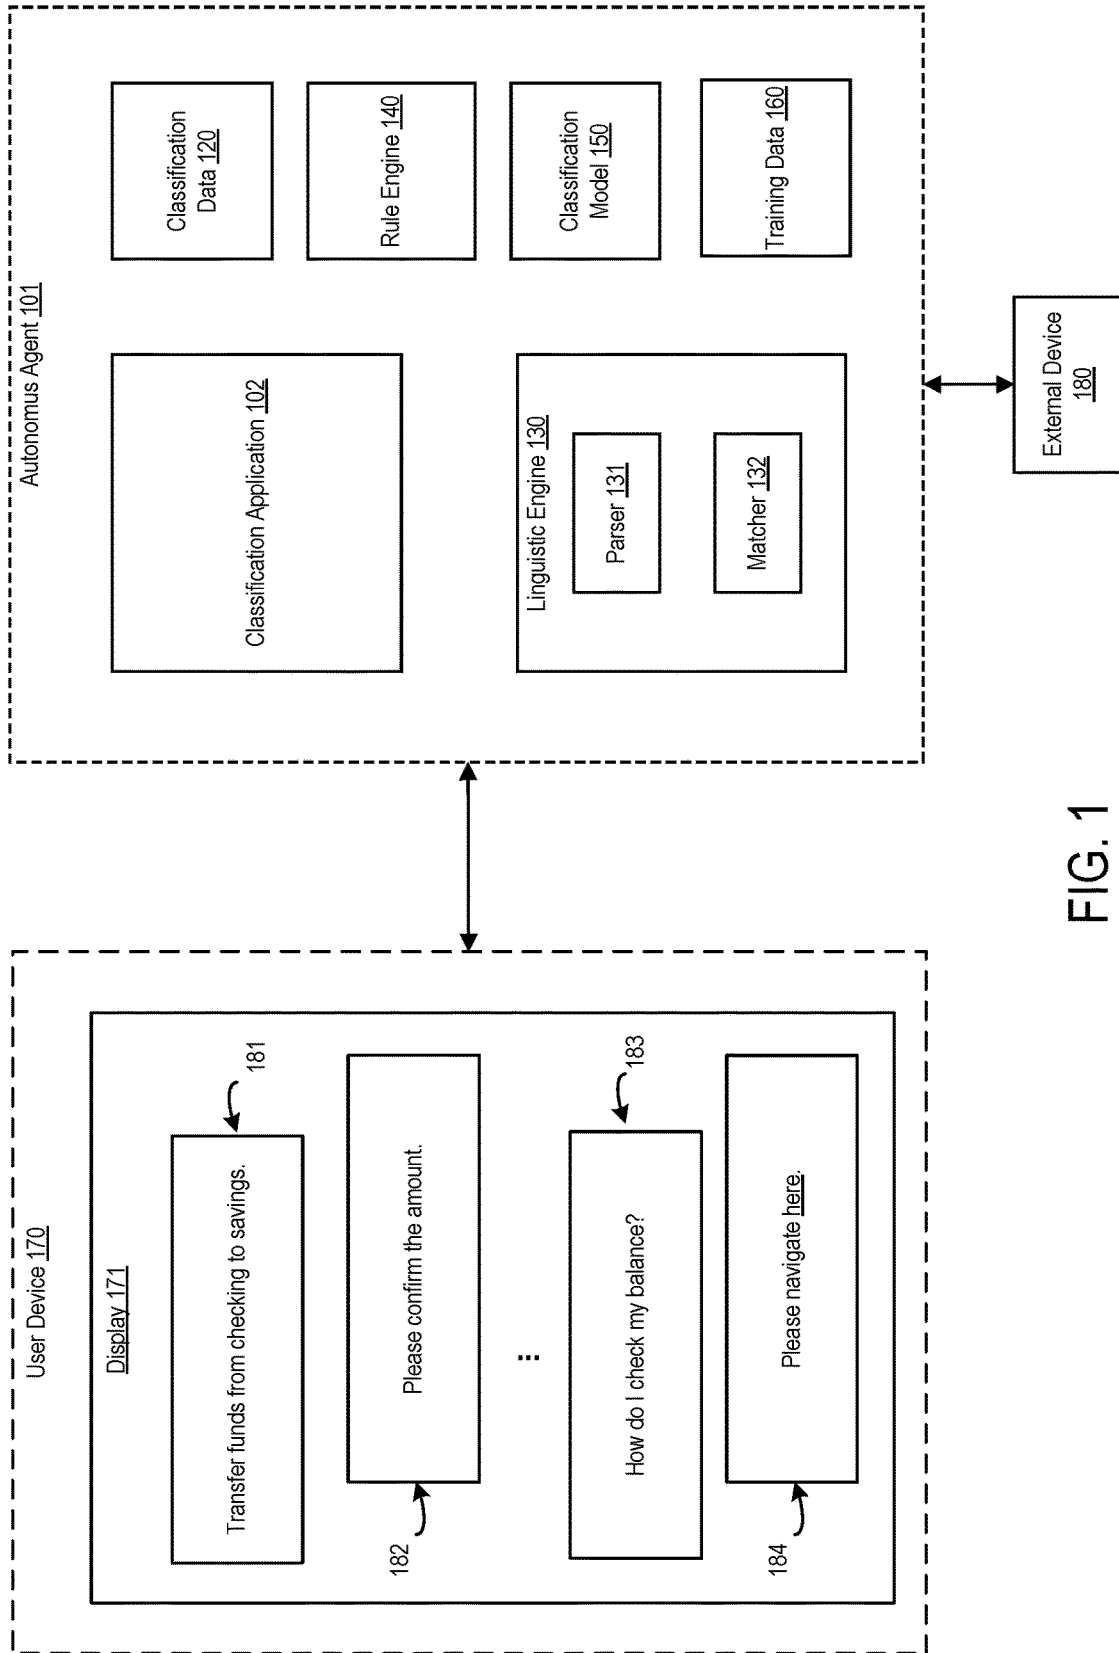 User Device 170
Display 171
Transfer funds from checking to savings.
181
Please confirm the amount.
182
...
How do I check my balance?
183
Please navigate here.
184
Autonomus Agent 101
Classification Application 102
Linguistic Engine 130
Parser 131
Matcher 132
Classification
Data 120
Rule Engine 140
Classification
Model 150
Training Data 160
External Device
180
FIG. 1